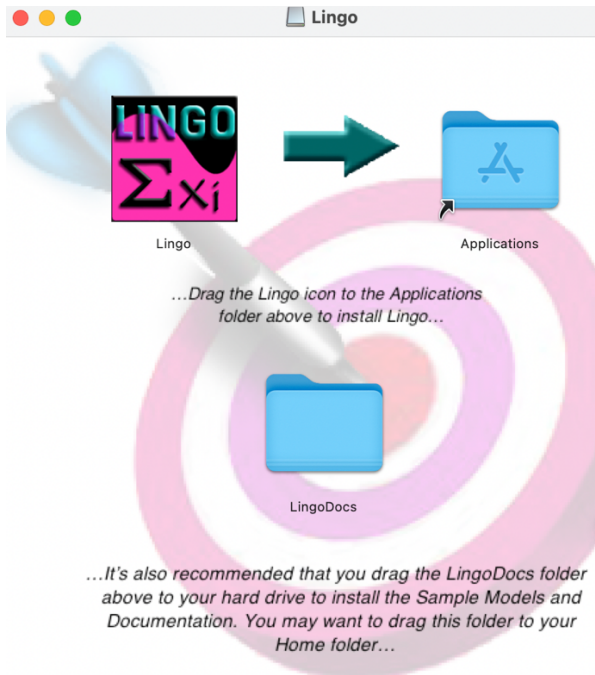 Lingo
LINGO
Σxj
Lingo
Applications
...Drag the Lingo icon to the Applications
folder above to install Lingo...
LingoDocs
...It's also recommended that you drag the LingoDocs folder
above to your hard drive to install the Sample Models and
Documentation. You may want to drag this folder to your
Home folder...